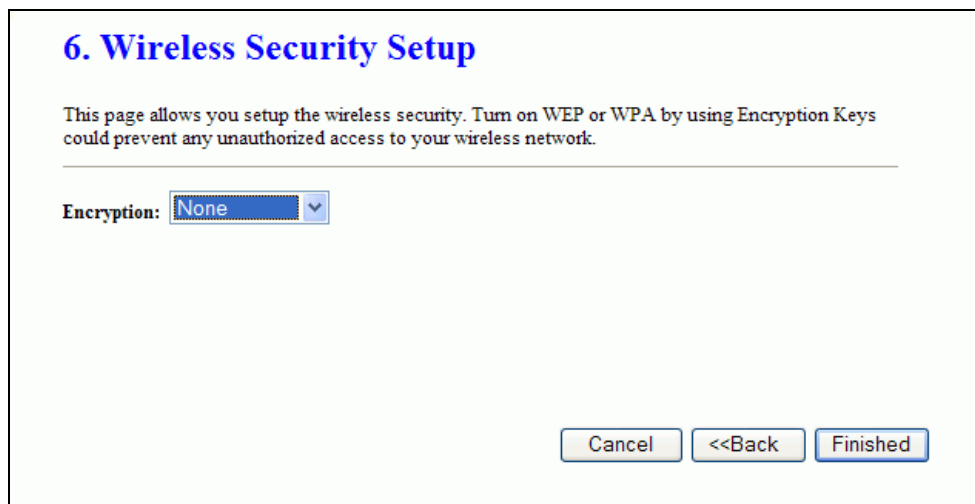 6. Wireless Security Setup
This page allows you setup the wireless security. Turn on WEP or WPA by using Encryption Keys
could prevent any unauthorized access to your wireless network.
Encryption: None
Cancel <<Back Finished